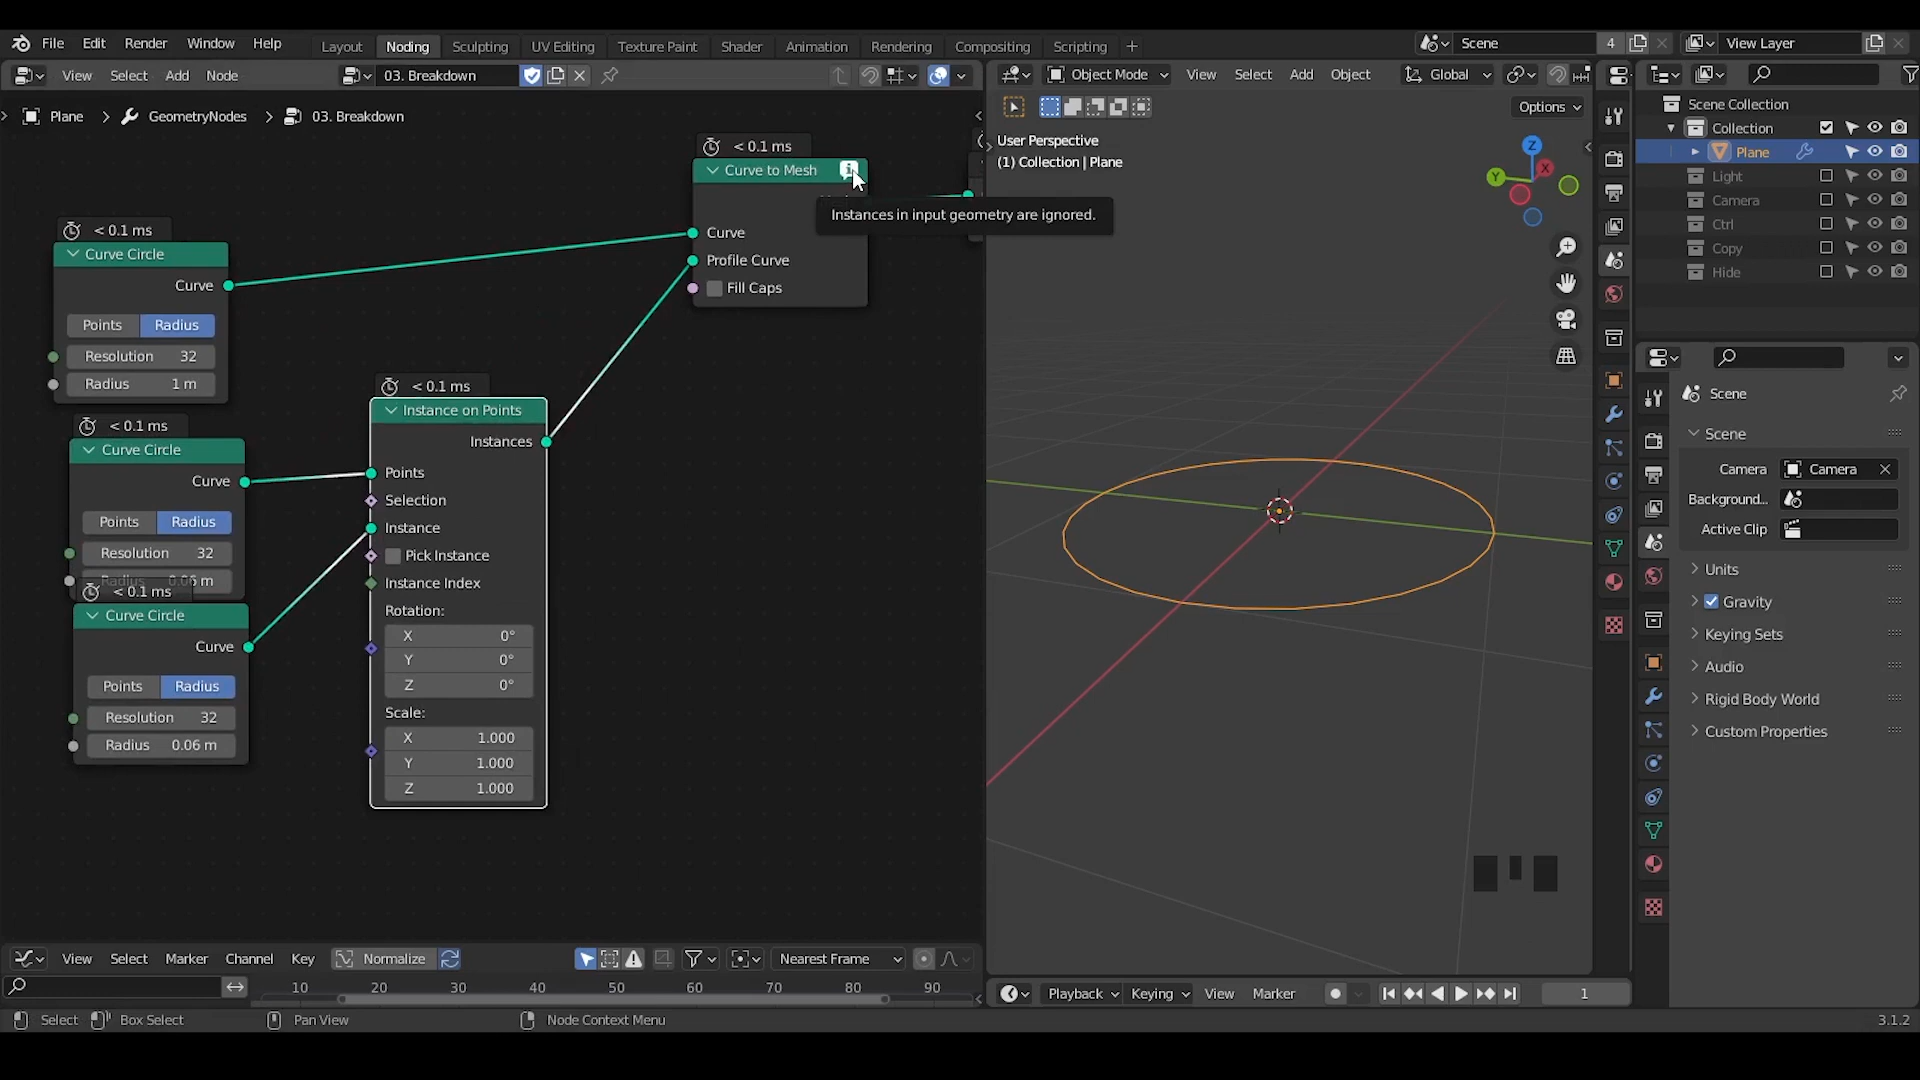 File Edit Render Window Help
Layout Noding Sculpting UV Editing Texture Paint Shader Animation Rendering Compositing Scripting +
Scene 4 View Layer
View Select Add Node
03. Breakdown
Object Mode View Select Add Object Global
Options
Plane GeometryNodes 03. Breakdown
User Perspective
(1) Collection | Plane
Z
X
Y
Scene Collection
Collection
Plane
Light
Camera
Ctrl
Copy
Hide
< 0.1 ms
Curve to Mesh
Instances in input geometry are ignored.
Curve
Profile Curve
Fill Caps
< 0.1 ms
Curve Circle
Curve
Points Radius
Resolution 32
Radius 1 m
< 0.1 ms
Curve Circle
Curve
Points Radius
Resolution 32
Radius 0.06 m
< 0.1 ms
Curve Circle
Curve
Points Radius
Resolution 32
Radius 0.06 m
< 0.1 ms
Instance on Points
Instances
Points
Selection
Instance
Pick Instance
Instance Index
Rotation:
X 0°
Y 0°
Z 0°
Scale:
X 1.000
Y 1.000
Z 1.000
Scene
Scene
Camera Camera
Background...
Active Clip
Units
Gravity
Keying Sets
Audio
Rigid Body World
Custom Properties
View Select Marker Channel Key Normalize Nearest Frame
10 20 30 40 50 60 70 80 90
Playback Keying View Marker 1
Select Box Select Pan View Node Context Menu 3.1.2